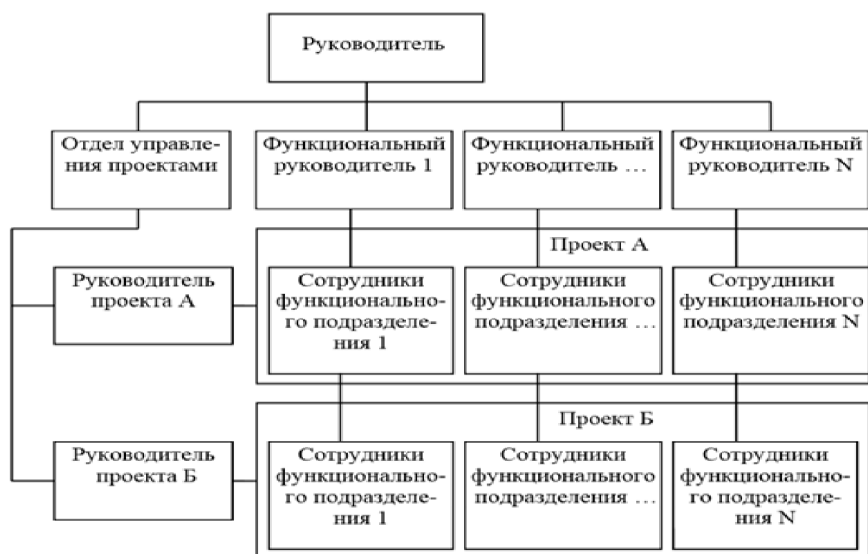 Руководитель
Отдел управле-
ния проектами
Функциональный
руководитель 1
Функциональный
руководитель …
Функциональный
руководитель N
Проект А
Руководитель
проекта А
Сотрудники
функционально-
го подразделе-
ния 1
Сотрудники
функционального
подразделения …
Сотрудники
функционального
подразделения N
Проект Б
Руководитель
проекта Б
Сотрудники
функционально-
го подразделе-
ния 1
Сотрудники
функционального
подразделения …
Сотрудники
функционально-
го подразделе-
ния N